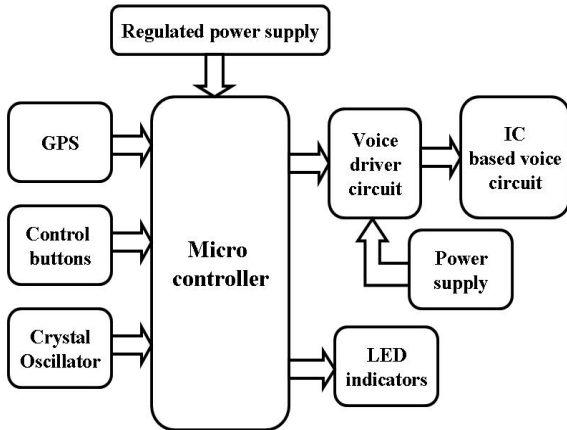 Regulated power supply
GPS
Control
buttons
Crystal
Oscillator
Micro
controller
Voice
driver
circuit
IC
based voice
circuit
Power
supply
LED
indicators